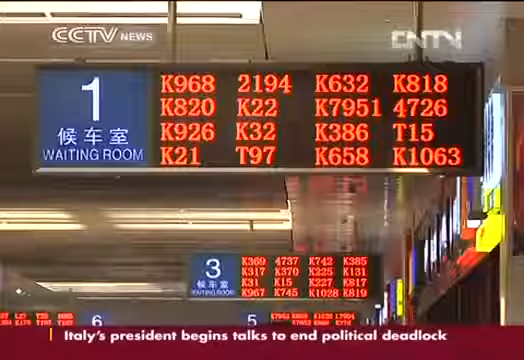 CCTV NEWS
CNTV
1
候车室
WAITING ROOM
K968 2194 K632 K818
K820 K22 K7951 4726
K926 K32 K386 T15
K21 T97 K658 K1063
3
候车室
WAITING ROOM
K369 4737 K742 K385
K317 K370 K225 K131
K31 K15 K227 K817
K967 K745 K1028 K819
6
5
Italy's president begins talks to end political deadlock